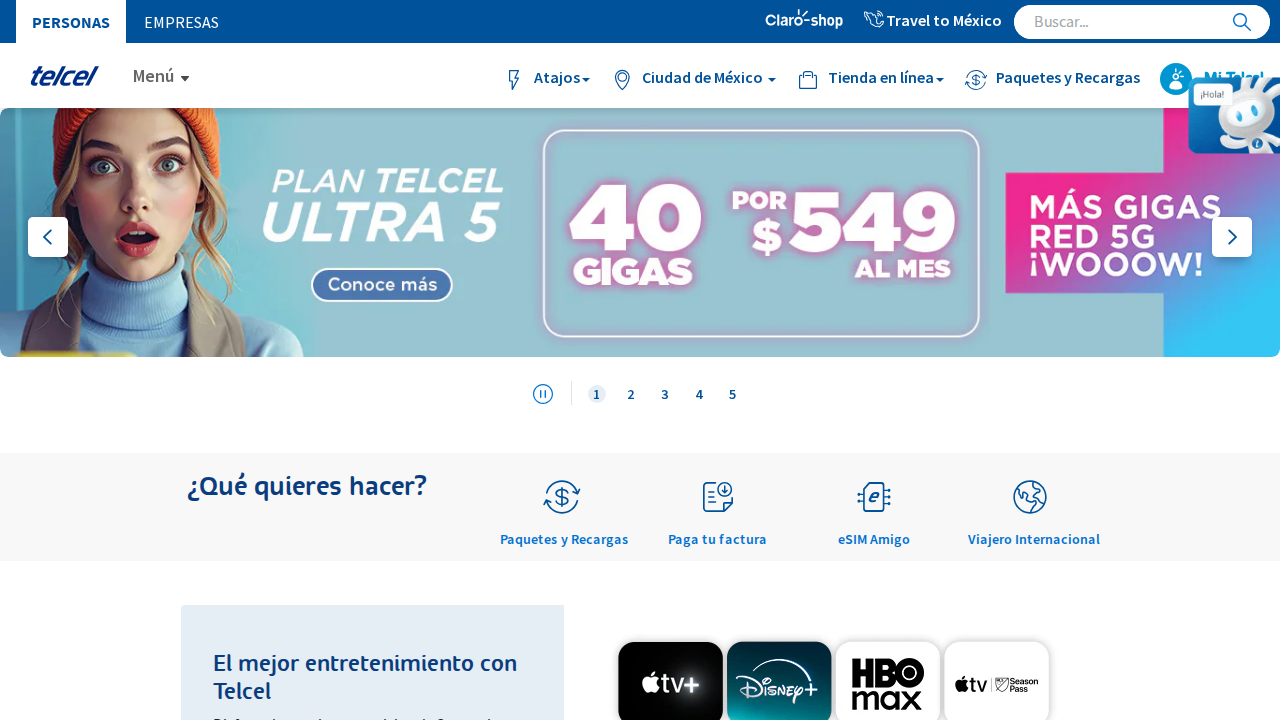 PERSONAS
EMPRESAS
Claro-shop
Travel to México
Buscar...
telcel
Menú
Atajos
Ciudad de México
Tienda en línea
Paquetes y Recargas
Mi Telcel
¡Hola!
PLAN TELCEL
ULTRA 5
Conoce más
40
GIGAS
POR
$549
AL MES
MÁS GIGAS
RED 5G
¡WOOOW!
1 2 3 4 5
¿Qué quieres hacer?
Paquetes y Recargas
Paga tu factura
eSIM Amigo
Viajero Internacional
El mejor entretenimiento con
Telcel
tv+
Disney+
HBO
max
tv
Season
Pass